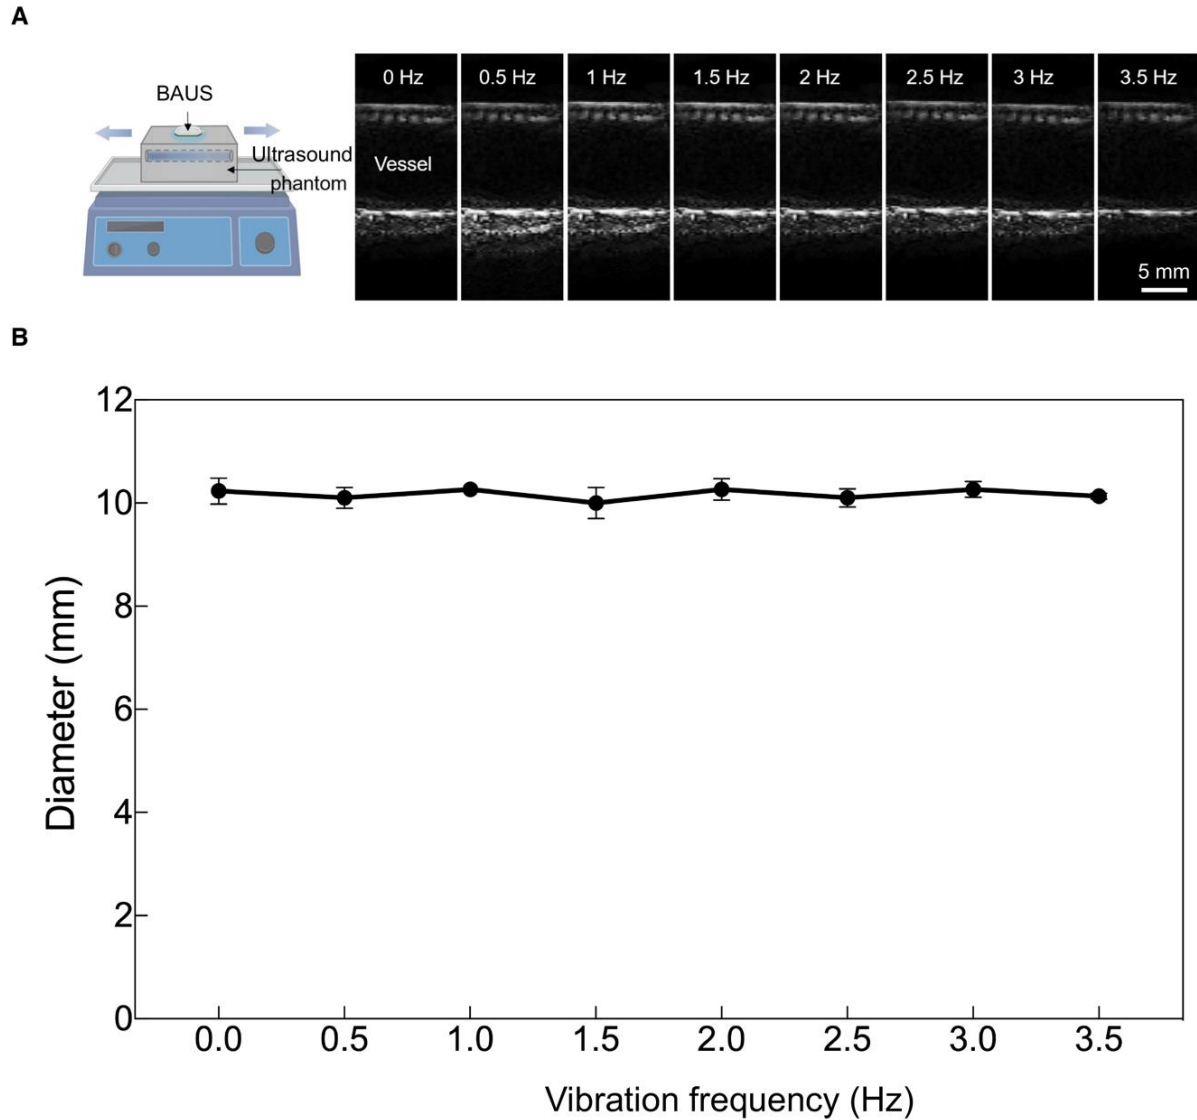 A
BAUS
Ultrasound
phantom
0 Hz
0.5 Hz
1 Hz
1.5 Hz
2 Hz
2.5 Hz
3 Hz
3.5 Hz
Vessel
5 mm
B
12
10
8
6
4
2
0
Diameter (mm)
0.0 0.5 1.0 1.5 2.0 2.5 3.0 3.5
Vibration frequency (Hz)